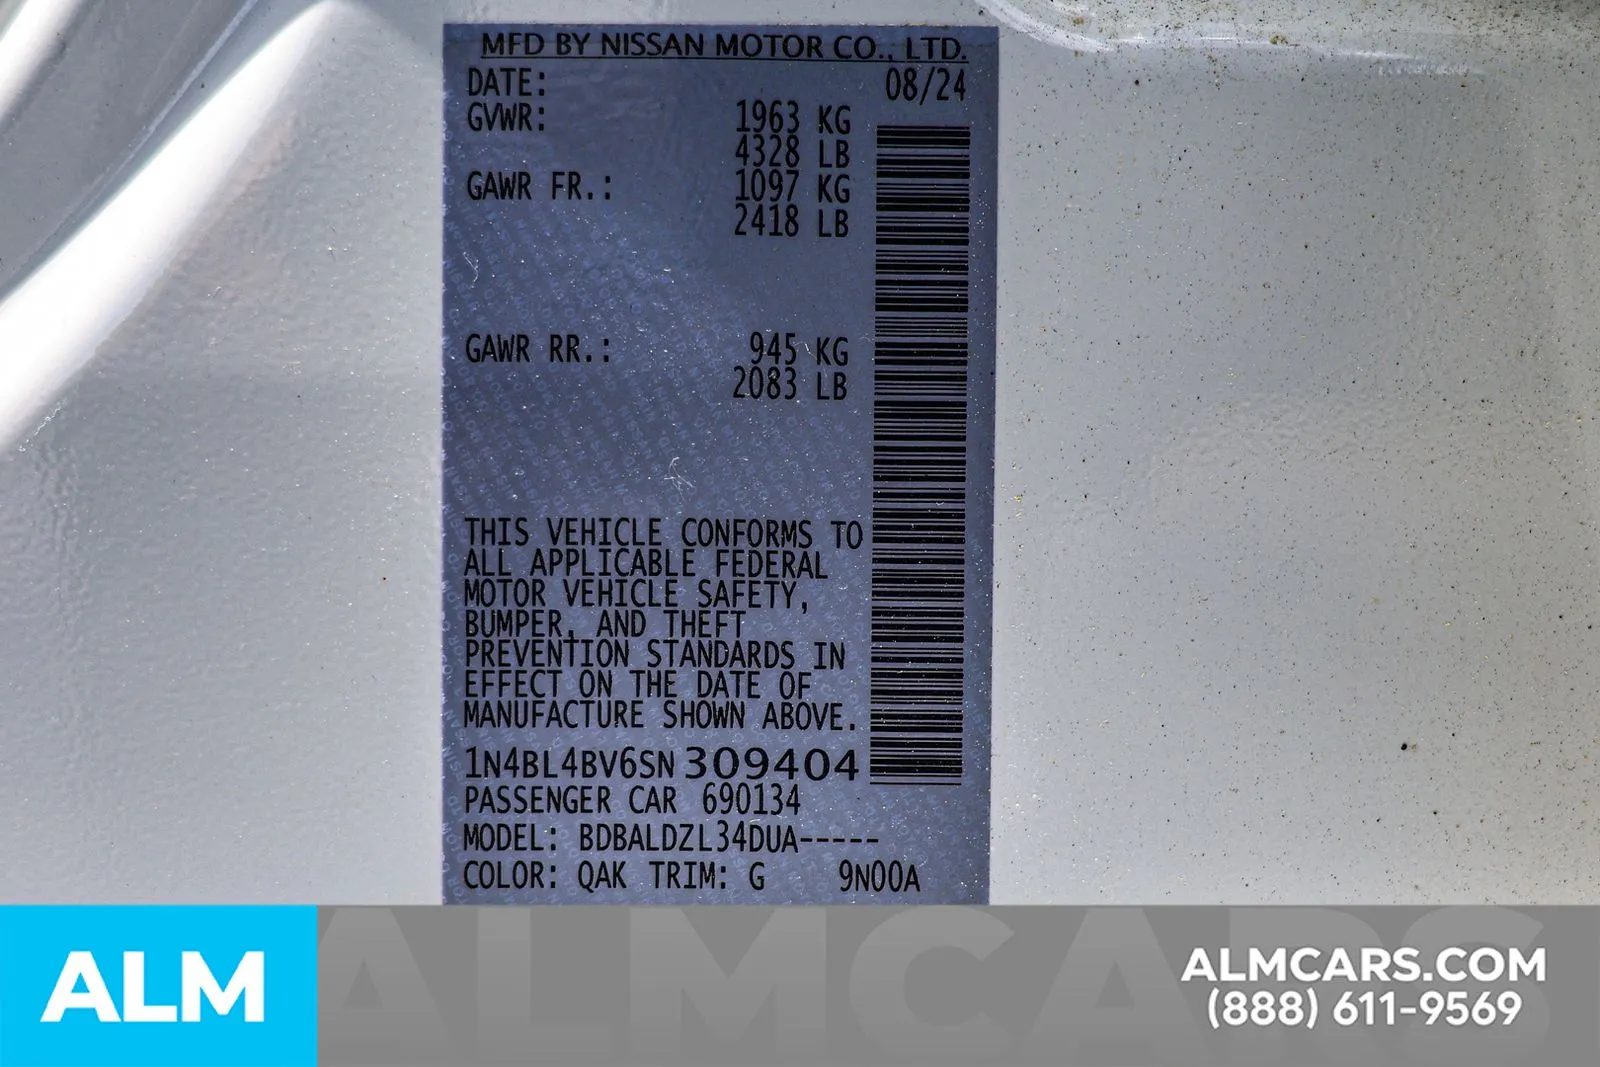 MFD BY NISSAN MOTOR CO., LTD.
DATE: 08/24
GVWR: 1963 KG
4328 LB
GAWR FR.: 1097 KG
2418 LB
GAWR RR.: 945 KG
2083 LB
THIS VEHICLE CONFORMS TO
ALL APPLICABLE FEDERAL
MOTOR VEHICLE SAFETY,
BUMPER, AND THEFT
PREVENTION STANDARDS IN
EFFECT ON THE DATE OF
MANUFACTURE SHOWN ABOVE.
1N4BL4BV6SN309404
PASSENGER CAR 690134
MODEL: BDBALDZL34DUA-----
COLOR: QAK TRIM: G 9N00A
ALM
ALMCARS
ALMCARS.COM
(888) 611-9569